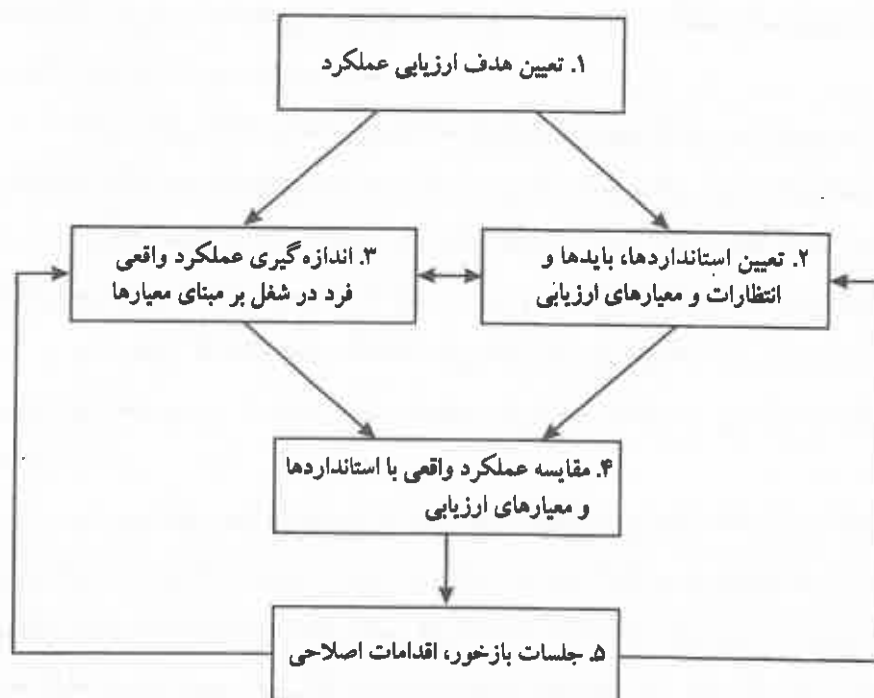 ۱. تعیین هدف ارزیابی عملکرد
۲. تعیین استانداردها، بایدها و
انتظارات و معیارهای ارزیابی
۳. اندازه‌گیری عملکرد واقعی
فرد در شغل بر مبنای معیارها
۴. مقایسه عملکرد واقعی با استانداردها
و معیارهای ارزیابی
۵. جلسات بازخور، اقدامات اصلاحی